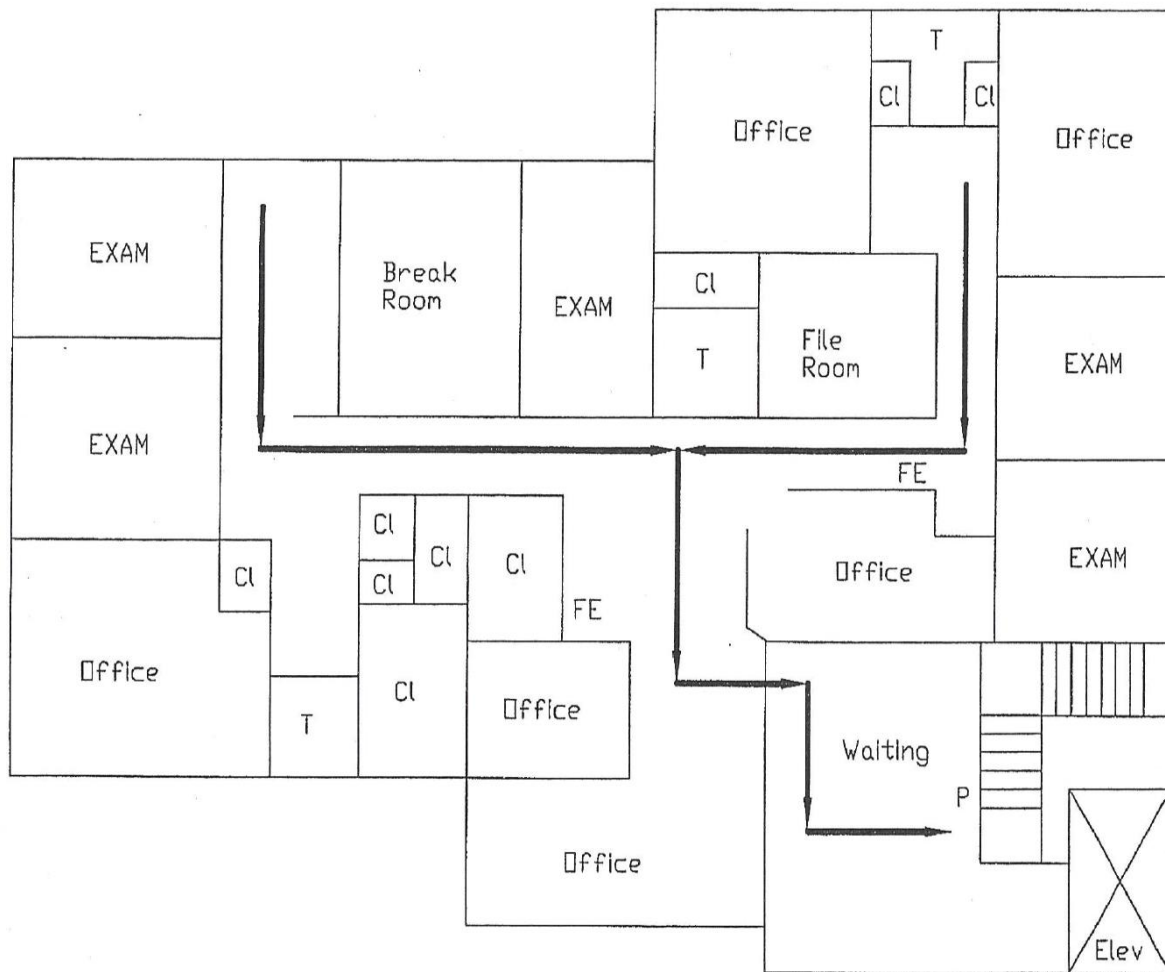 T
Cl
Cl
Office
Office
EXAM
Break
Room
EXAM
Cl
T
File
Room
EXAM
EXAM
FE
Cl
Cl
Cl
Cl
Cl
FE
Office
EXAM
Office
T
Cl
Office
Waiting
P
Office
Elev